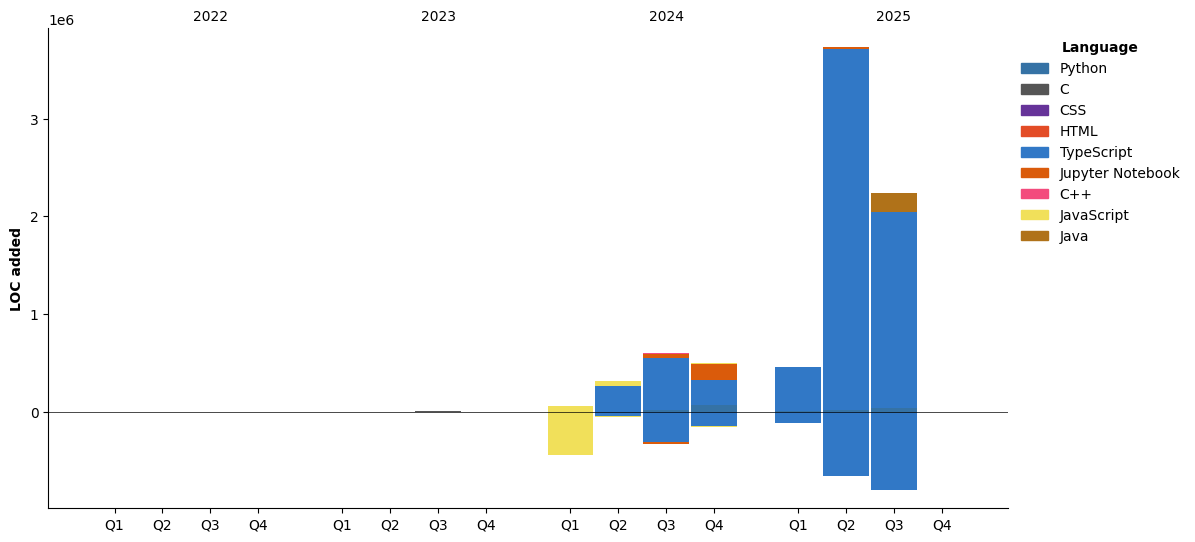 2022 2023 2024 2025
1e6
Language
Python
C
CSS
HTML
TypeScript
Jupyter Notebook
C++
JavaScript
Java
LOC added
3
2
1
0
Q1 Q2 Q3 Q4 Q1 Q2 Q3 Q4 Q1 Q2 Q3 Q4 Q1 Q2 Q3 Q4